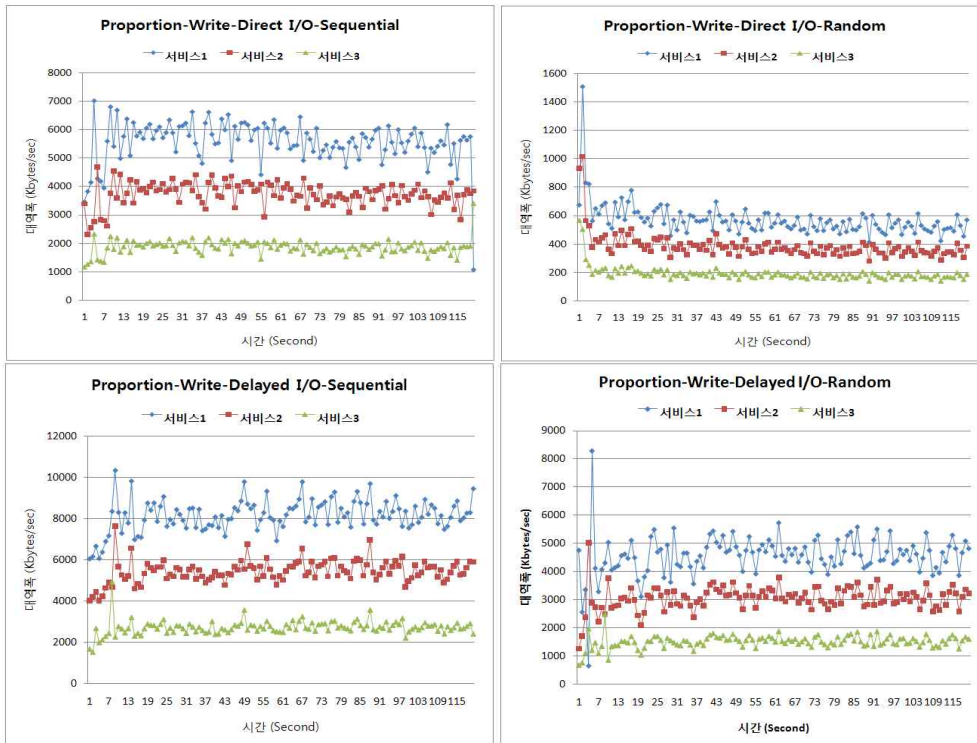 Proportion-Write-Direct I/O-Sequential
서비스1 서비스2 서비스3
8000
7000
6000
5000
4000
3000
2000
1000
0
대역폭 (Kbytes/sec)
1 7 13 19 25 31 37 43 49 55 61 67 73 79 85 91 97 103 109 115
시간 (Second)
Proportion-Write-Direct I/O-Random
서비스1 서비스2 서비스3
1600
1400
1200
1000
800
600
400
200
0
대역폭 (Kbytes/sec)
1 7 13 19 25 31 37 43 49 55 61 67 73 79 85 91 97 103 109 115
시간 (Second)
Proportion-Write-Delayed I/O-Sequential
서비스1 서비스2 서비스3
12000
10000
8000
6000
4000
2000
0
대역폭 (Kbytes/sec)
1 7 13 19 25 31 37 43 49 55 61 67 73 79 85 91 97 103 109 115
시간 (Second)
Proportion-Write-Delayed I/O-Random
서비스1 서비스2 서비스3
9000
8000
7000
6000
5000
4000
3000
2000
1000
0
대역폭 (Kbytes/sec)
1 7 13 19 25 31 37 43 49 55 61 67 73 79 85 91 97 103 109 115
시간 (Second)